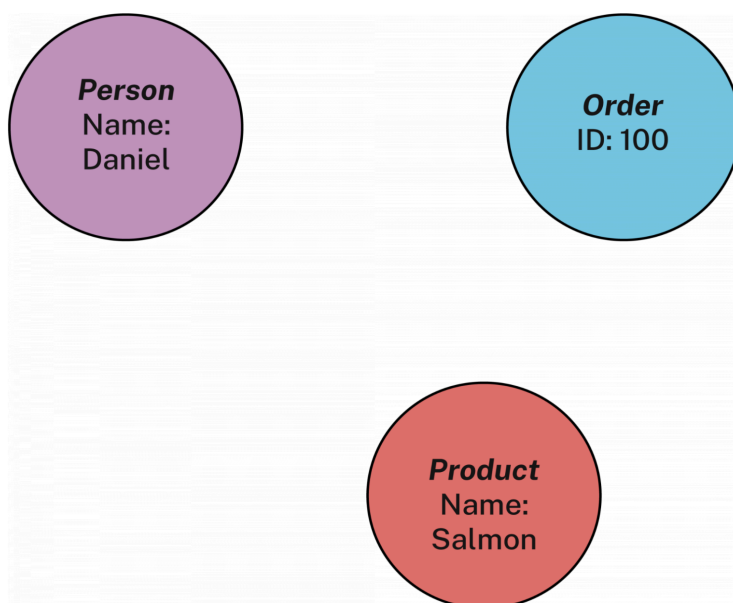 Person
Name:
Daniel
Order
ID: 100
Product
Name:
Salmon